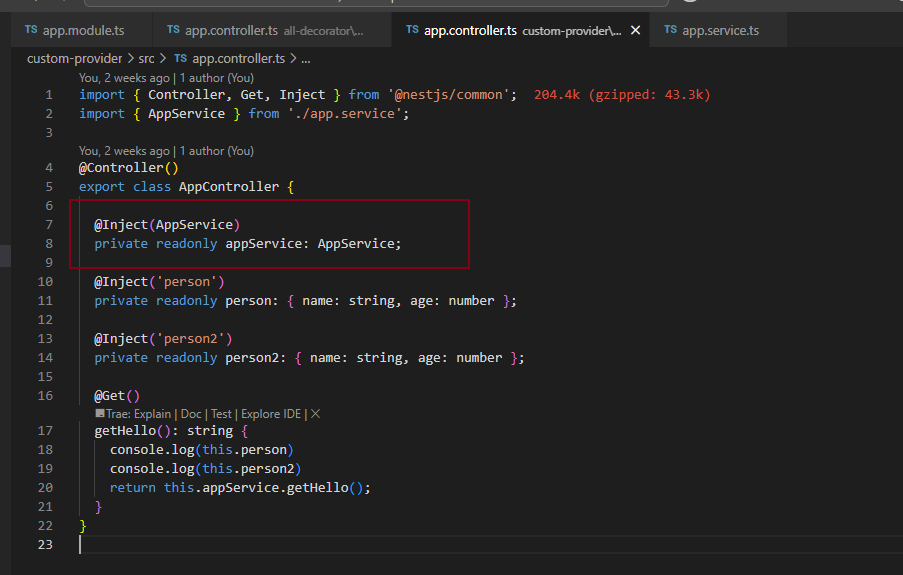 TS app.module.ts TS app.controller.ts all-decorator\... TS app.controller.ts custom-provider\... × TS app.service.ts
custom-provider > src > TS app.controller.ts > ...
You, 2 weeks ago | 1 author (You)
1 import { Controller, Get, Inject } from '@nestjs/common'; 204.4k (gzipped: 43.3k)
2 import { AppService } from './app.service';
3
You, 2 weeks ago | 1 author (You)
4 @Controller()
5 export class AppController {
6
7 @Inject(AppService)
8 private readonly appService: AppService;
9
10 @Inject('person')
11 private readonly person: { name: string, age: number };
12
13 @Inject('person2')
14 private readonly person2: { name: string, age: number };
15
16 @Get()
Trae: Explain | Doc | Test | Explore IDE | ×
17 getHello(): string {
18 console.log(this.person)
19 console.log(this.person2)
20 return this.appService.getHello();
21 }
22 }
23